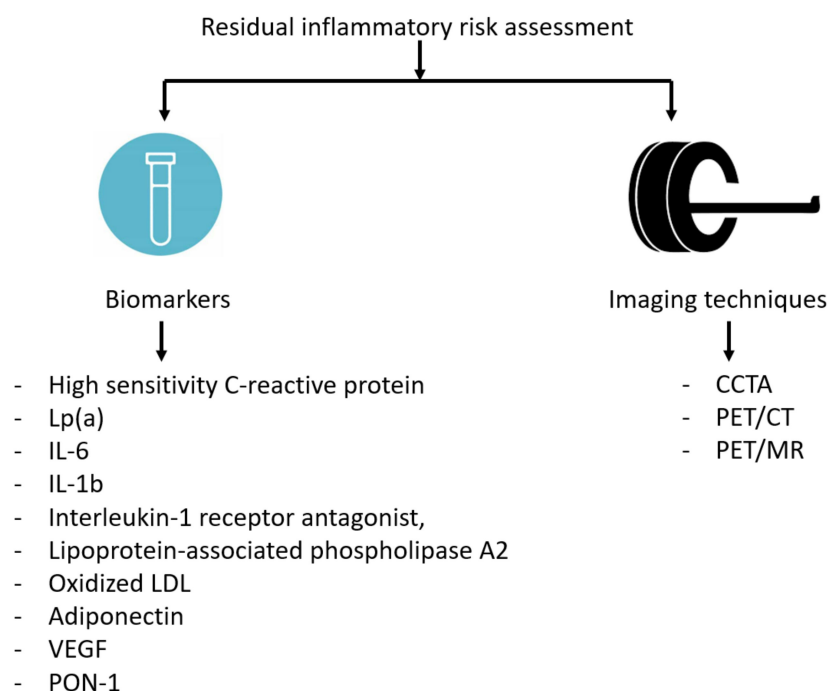 Residual inflammatory risk assessment
Biomarkers
- High sensitivity C-reactive protein
- Lp(a)
- IL-6
- IL-1b
- Interleukin-1 receptor antagonist,
- Lipoprotein-associated phospholipase A2
- Oxidized LDL
- Adiponectin
- VEGF
- PON-1
Imaging techniques
- CCTA
- PET/CT
- PET/MR